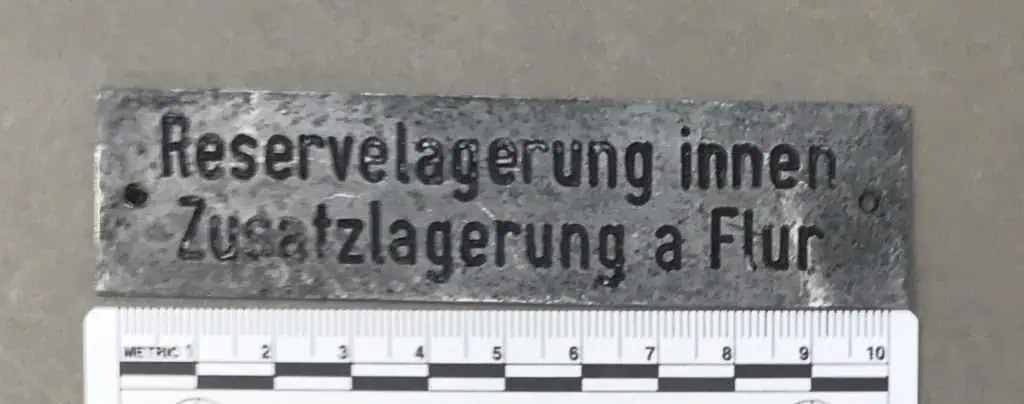 Reservelagerung innen
Zusatzlagerung a Flur
METRIC 1 2 3 4 5 6 7 8 9 10